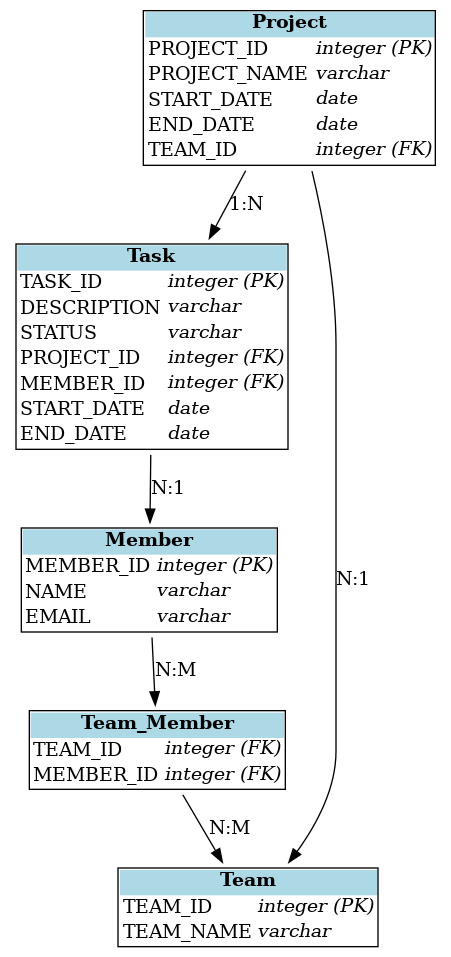 Project
PROJECT_ID integer (PK)
PROJECT_NAME varchar
START_DATE date
END_DATE date
TEAM_ID integer (FK)
1:N
Task
TASK_ID integer (PK)
DESCRIPTION varchar
STATUS varchar
PROJECT_ID integer (FK)
MEMBER_ID integer (FK)
START_DATE date
END_DATE date
N:1
Member
MEMBER_ID integer (PK)
NAME varchar
EMAIL varchar
N:1
N:M
Team_Member
TEAM_ID integer (FK)
MEMBER_ID integer (FK)
N:M
Team
TEAM_ID integer (PK)
TEAM_NAME varchar